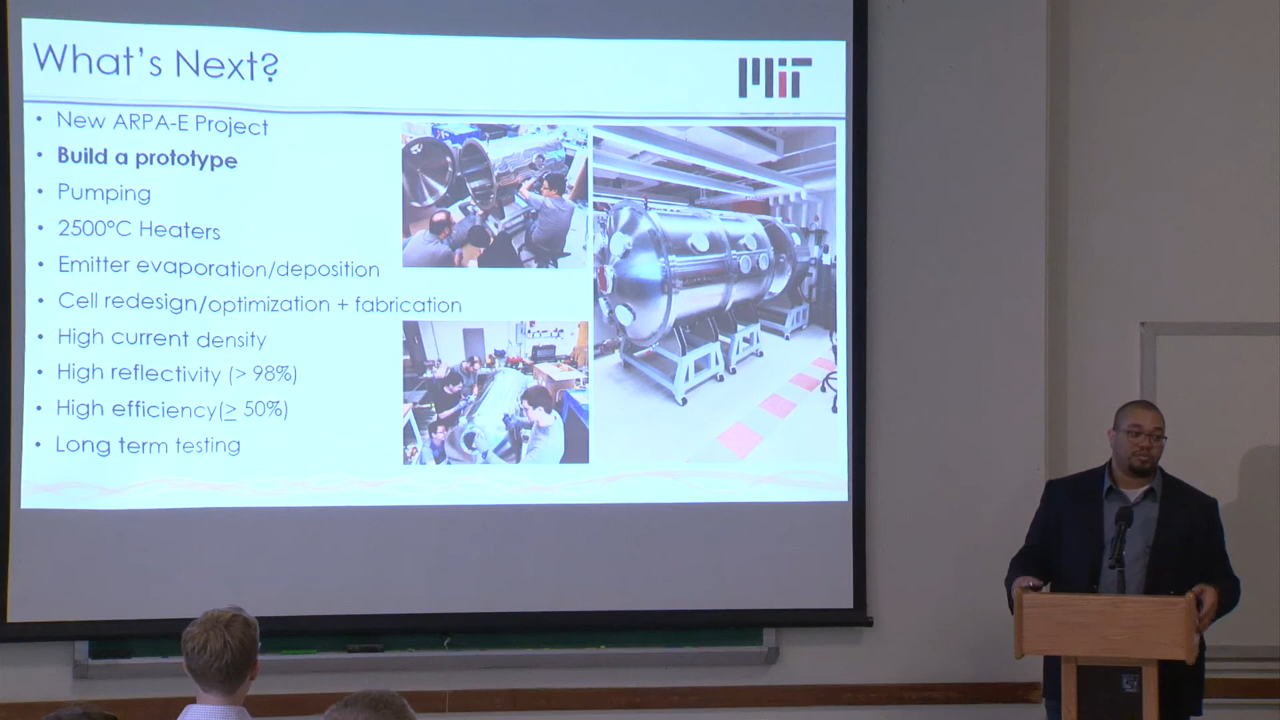 What's Next?
MIT
• New ARPA-E Project
• Build a prototype
• Pumping
• 2500°C Heaters
• Emitter evaporation/deposition
• Cell redesign/optimization + fabrication
• High current density
• High reflectivity (> 98%)
• High efficiency(≥ 50%)
• Long term testing